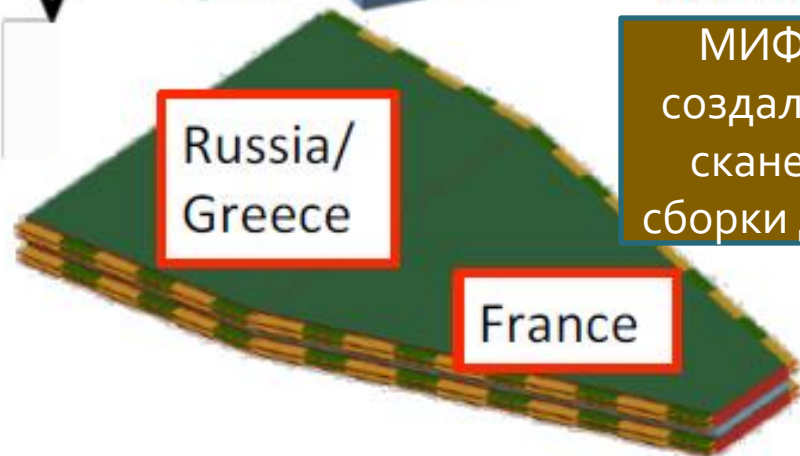 Russia/
Greece
France
МИФ
создал
скане
сборки